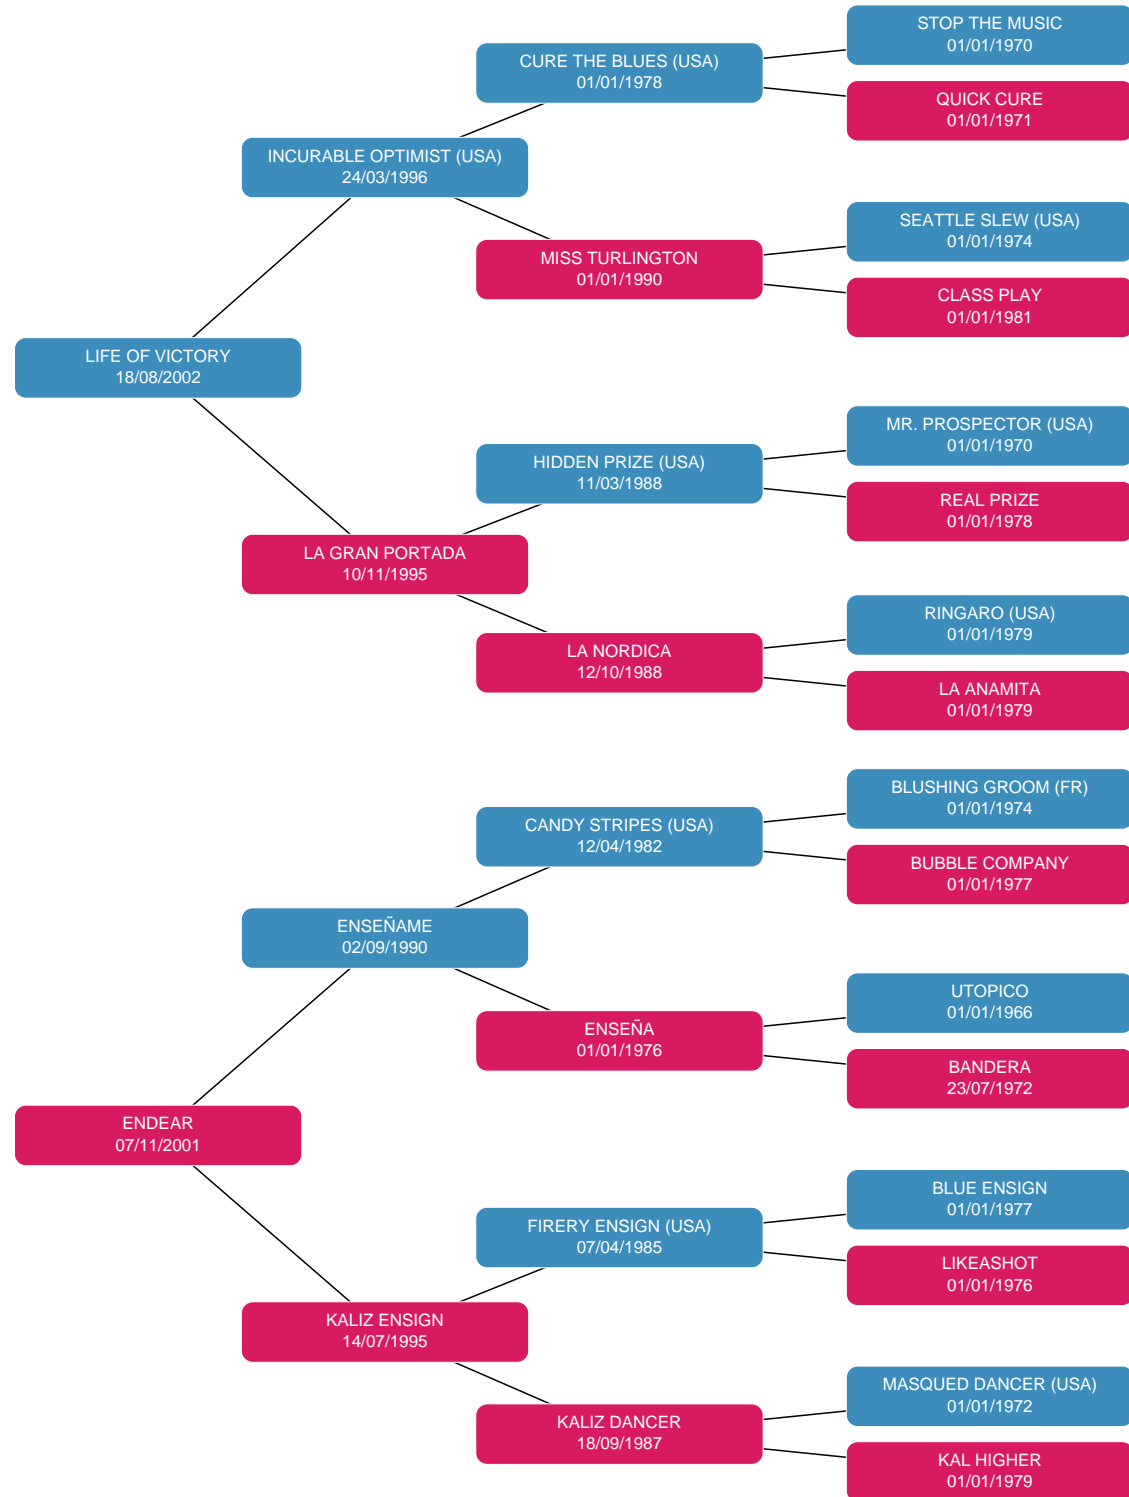 STOP THE MUSIC
01/01/1970
CURE THE BLUES (USA)
01/01/1978
QUICK CURE
01/01/1971
INCURABLE OPTIMIST (USA)
24/03/1996
SEATTLE SLEW (USA)
01/01/1974
MISS TURLINGTON
01/01/1990
CLASS PLAY
01/01/1981
LIFE OF VICTORY
18/08/2002
MR. PROSPECTOR (USA)
01/01/1970
HIDDEN PRIZE (USA)
11/03/1988
REAL PRIZE
01/01/1978
LA GRAN PORTADA
10/11/1995
RINGARO (USA)
01/01/1979
LA NORDICA
12/10/1988
LA ANAMITA
01/01/1979
BLUSHING GROOM (FR)
01/01/1974
CANDY STRIPES (USA)
12/04/1982
BUBBLE COMPANY
01/01/1977
ENSEÑAME
02/09/1990
UTOPICO
01/01/1966
ENSEÑA
01/01/1976
BANDERA
23/07/1972
ENDEAR
07/11/2001
BLUE ENSIGN
01/01/1977
FIRERY ENSIGN (USA)
07/04/1985
LIKEASHOT
01/01/1976
KALIZ ENSIGN
14/07/1995
MASQUED DANCER (USA)
01/01/1972
KALIZ DANCER
18/09/1987
KAL HIGHER
01/01/1979